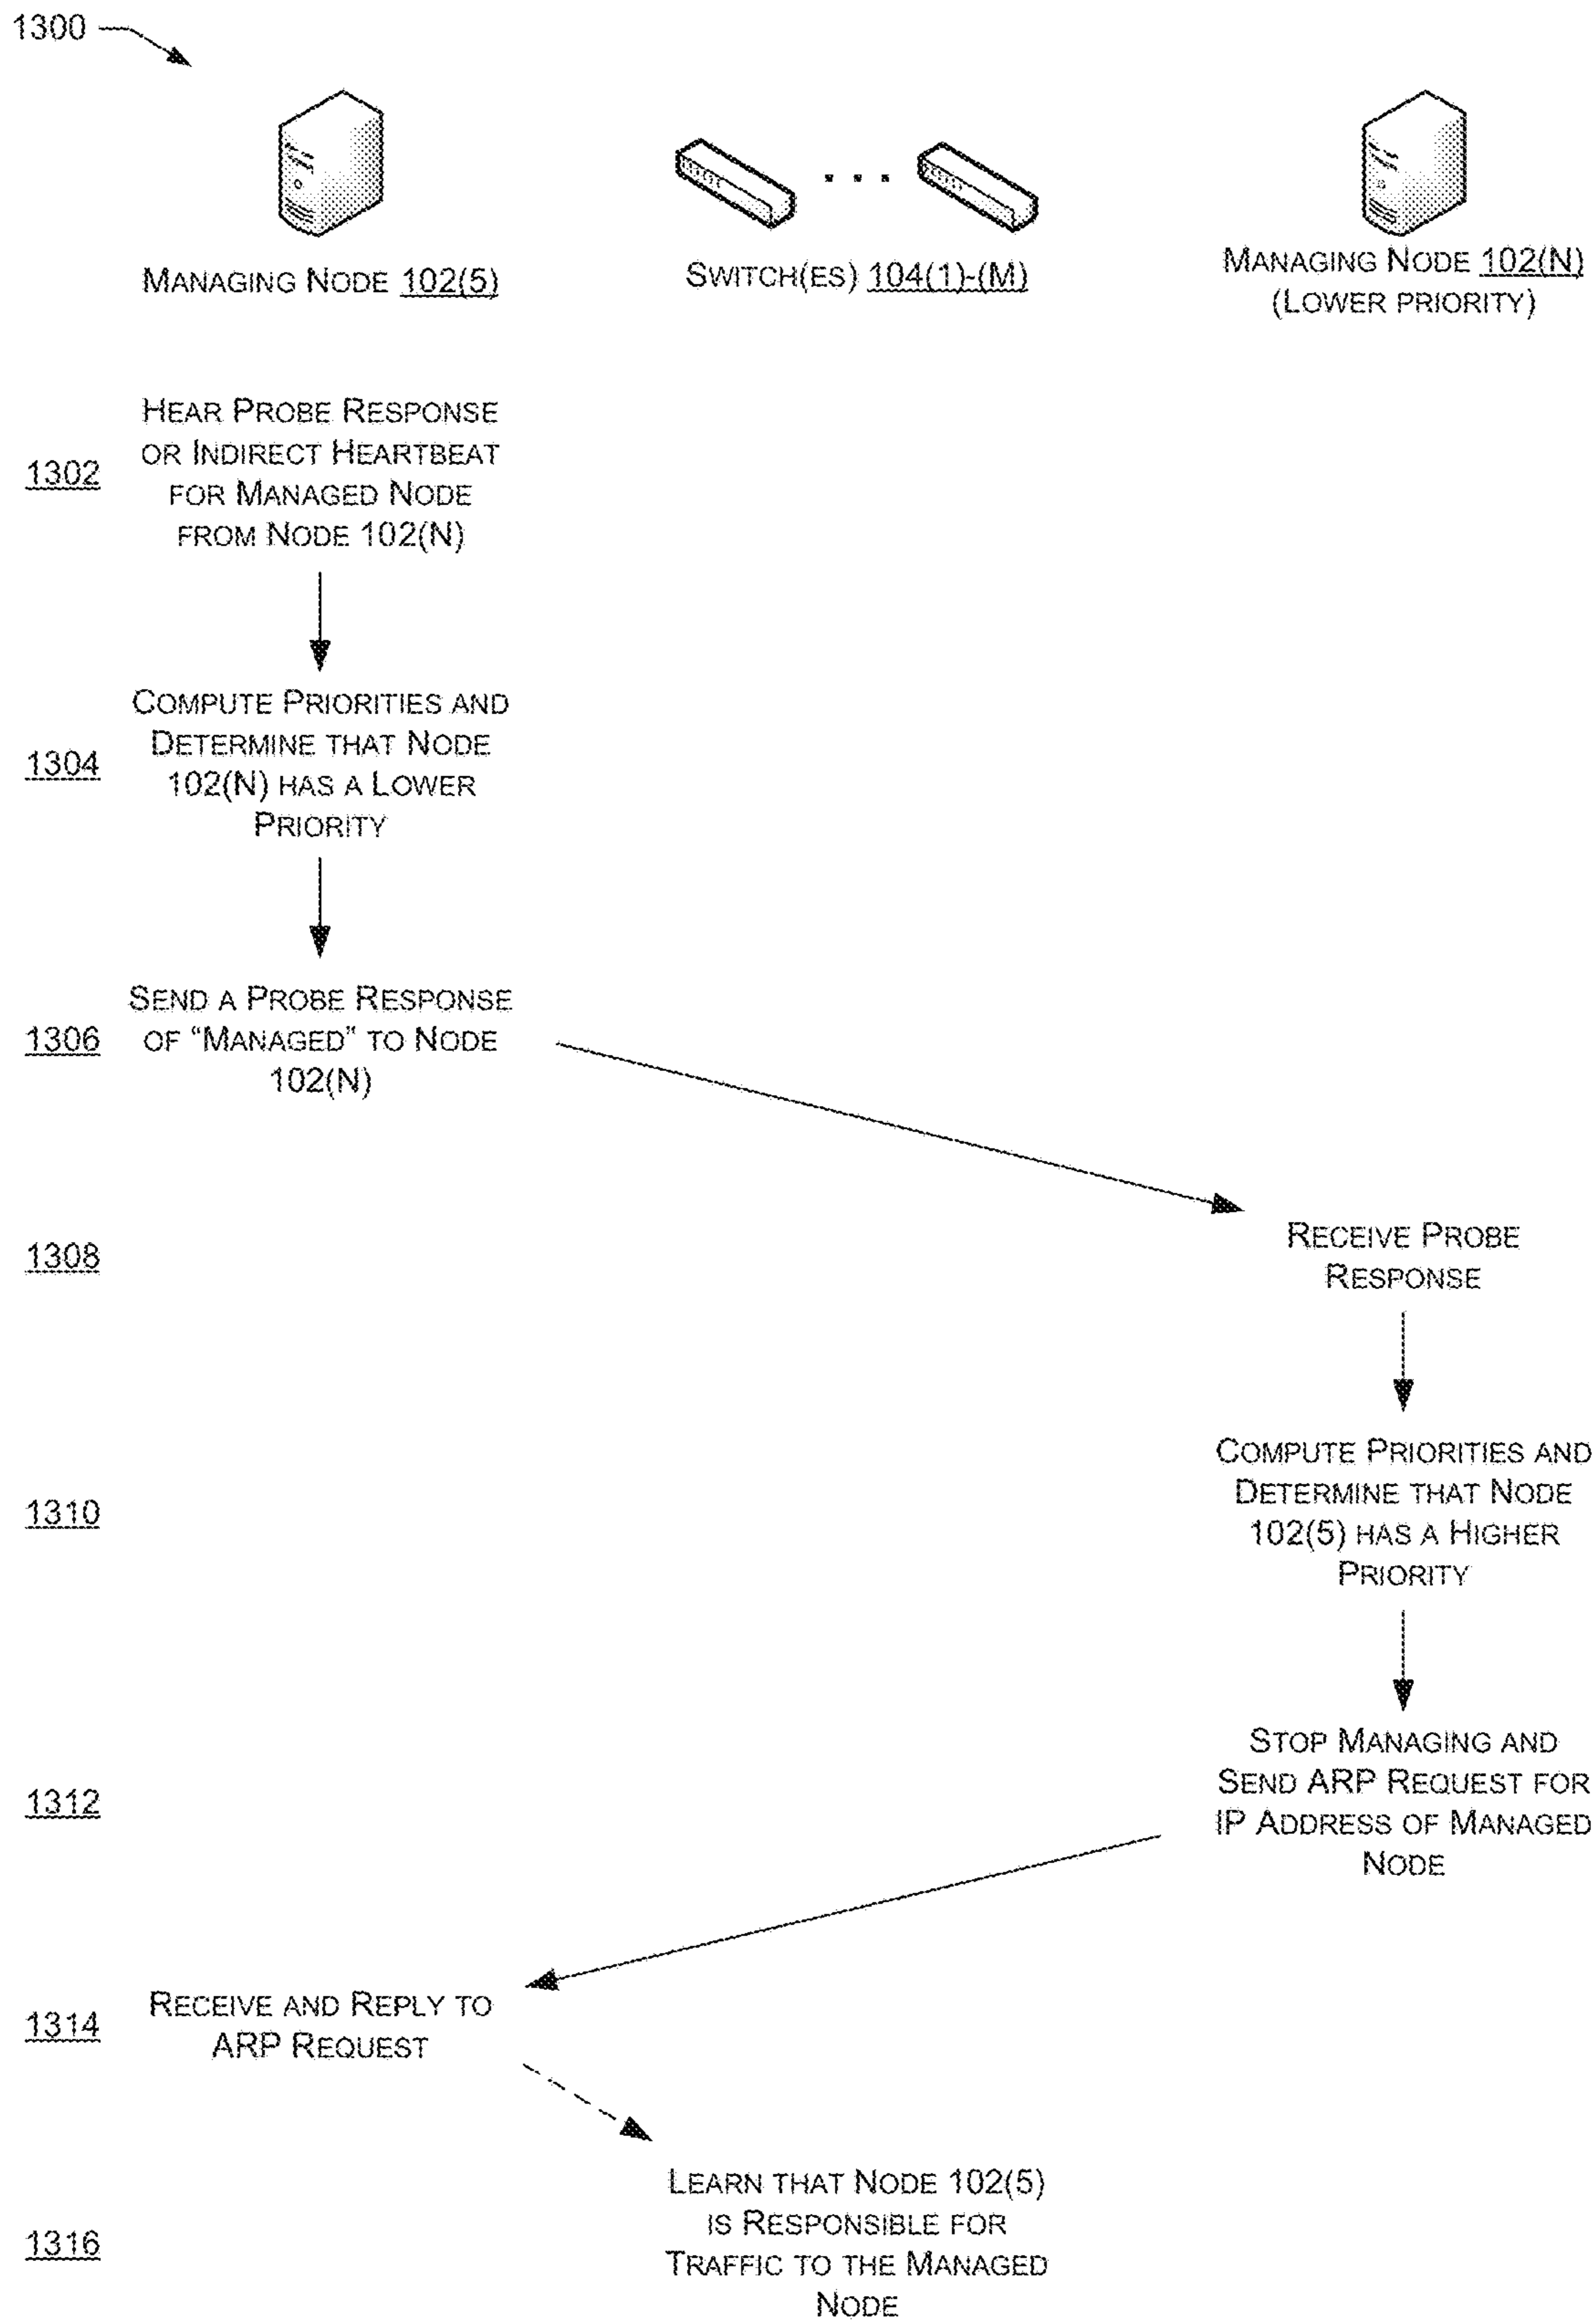 1300
MANAGING NODE 102(5)
SWITCH(ES) 104(1)-(M)
MANAGING NODE 102(N)
(LOWER PRIORITY)
1302
HEAR PROBE RESPONSE
OR INDIRECT HEARTBEAT
FOR MANAGED NODE
FROM NODE 102(N)
1304
COMPUTE PRIORITIES AND
DETERMINE THAT NODE
102(N) HAS A LOWER
PRIORITY
1306
SEND A PROBE RESPONSE
OF “MANAGED” TO NODE
102(N)
1308
RECEIVE PROBE
RESPONSE
1310
COMPUTE PRIORITIES AND
DETERMINE THAT NODE
102(5) HAS A HIGHER
PRIORITY
1312
STOP MANAGING AND
SEND ARP REQUEST FOR
IP ADDRESS OF MANAGED
NODE
1314
RECEIVE AND REPLY TO
ARP REQUEST
1316
LEARN THAT NODE 102(5)
IS RESPONSIBLE FOR
TRAFFIC TO THE MANAGED
NODE